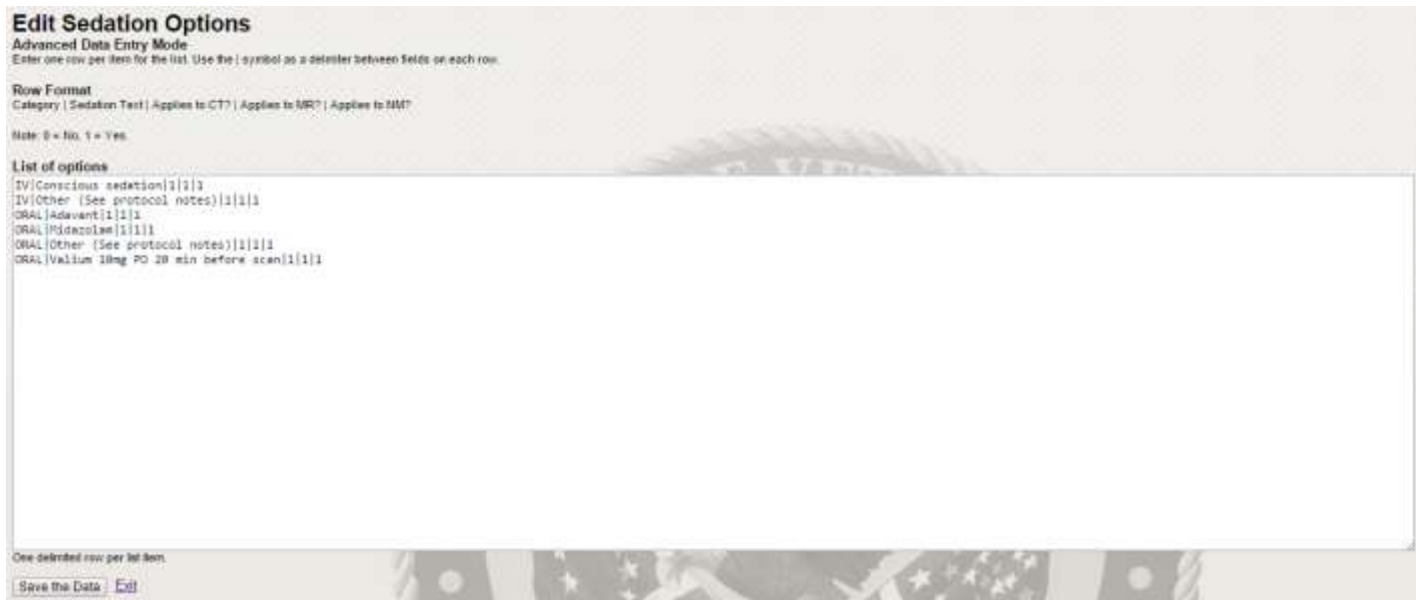 Edit Sedation Options
Advanced Data Entry Mode
Enter one row per item for the list. Use the | symbol as a delimiter between fields on each row.
Row Format
Category | Sedation Text | Applies to CT? | Applies to MR? | Applies to NM?
Note: 0 = No, 1 = Yes.
List of options
IV|Conscious sedation|1|1|1
IV|Other (See protocol notes)|1|1|1
ORAL|Adavant|1|1|1
ORAL|Midazolam|1|1|1
ORAL|Other (See protocol notes)|1|1|1
ORAL|Valium 10mg PO 20 min before scan|1|1|1
One delimited row per list item.
Save the Data Exit